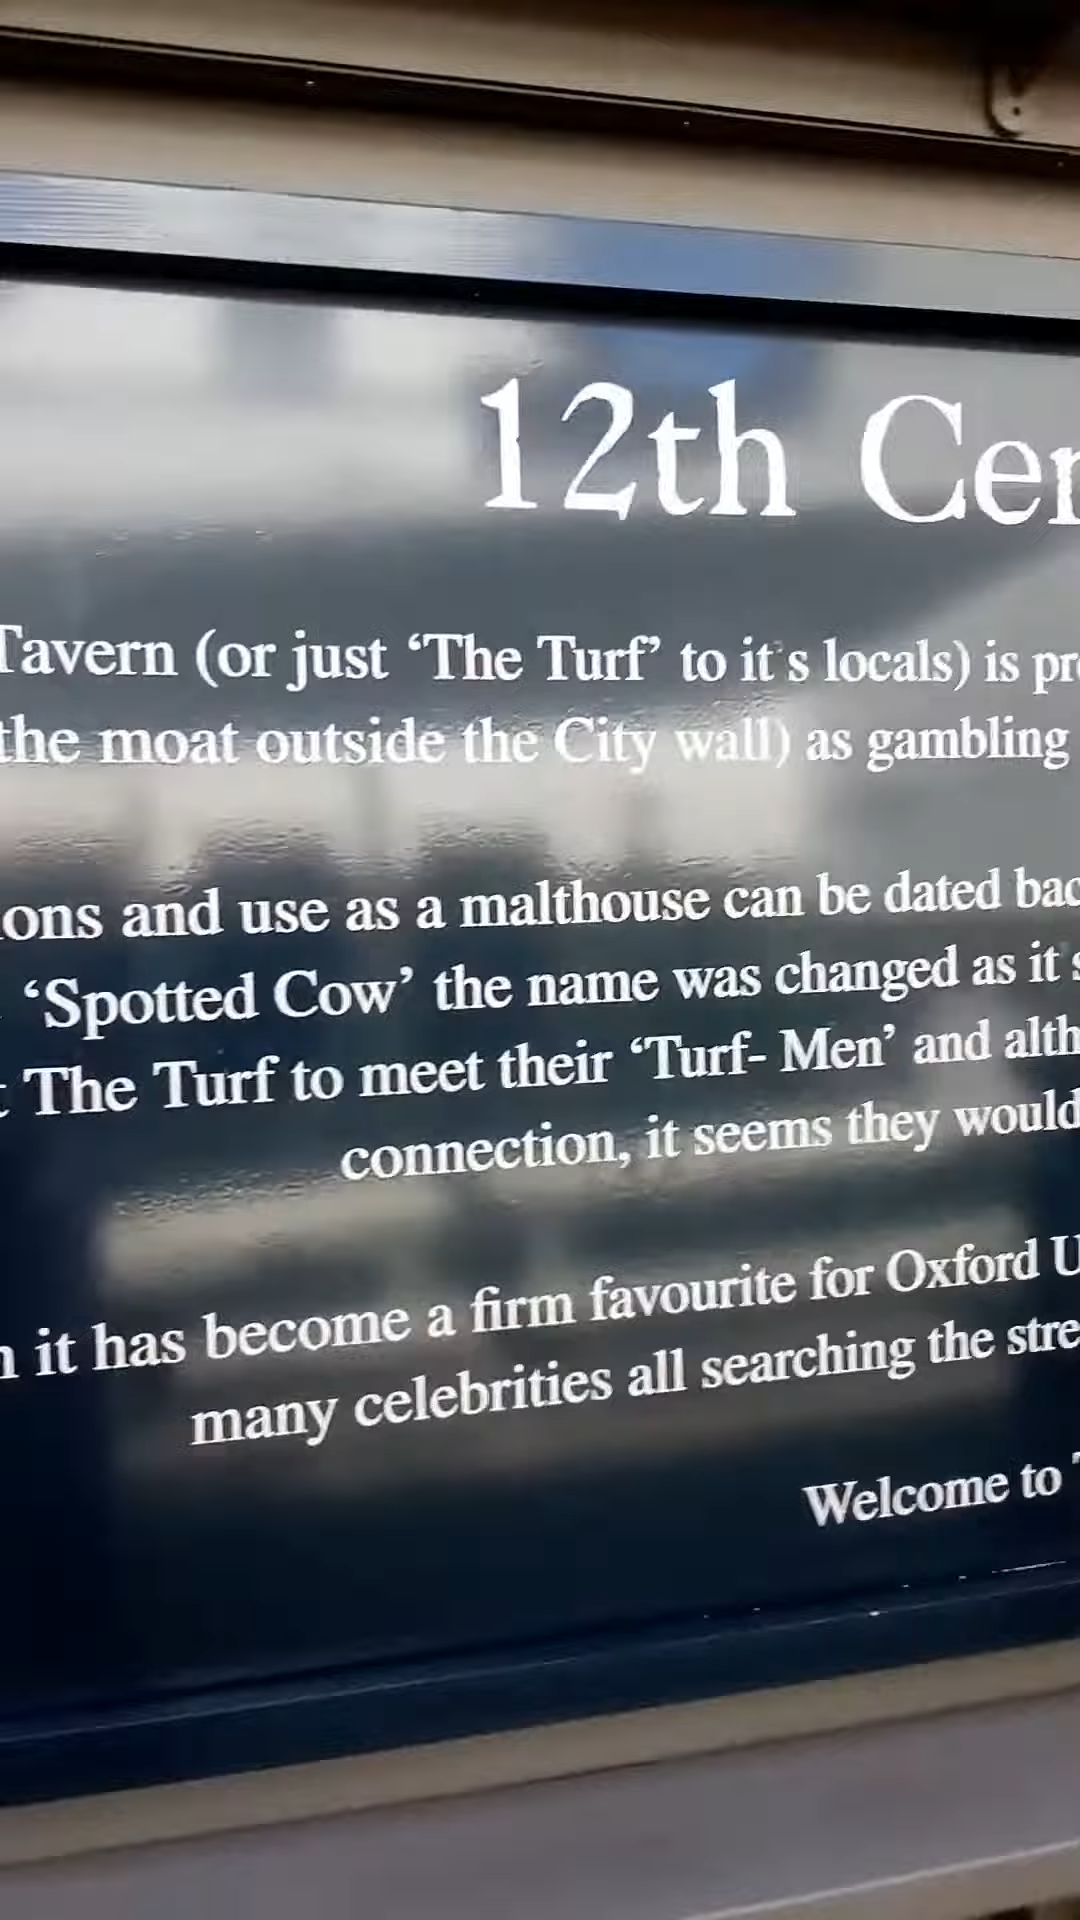 12th Cen
Tavern (or just ‘The Turf’ to it's locals) is pre
the moat outside the City wall) as gambling
ons and use as a malthouse can be dated bac
‘Spotted Cow’ the name was changed as it s
t The Turf to meet their ‘Turf- Men’ and alth
connection, it seems they would
n it has become a firm favourite for Oxford U
many celebrities all searching the stre
Welcome to T